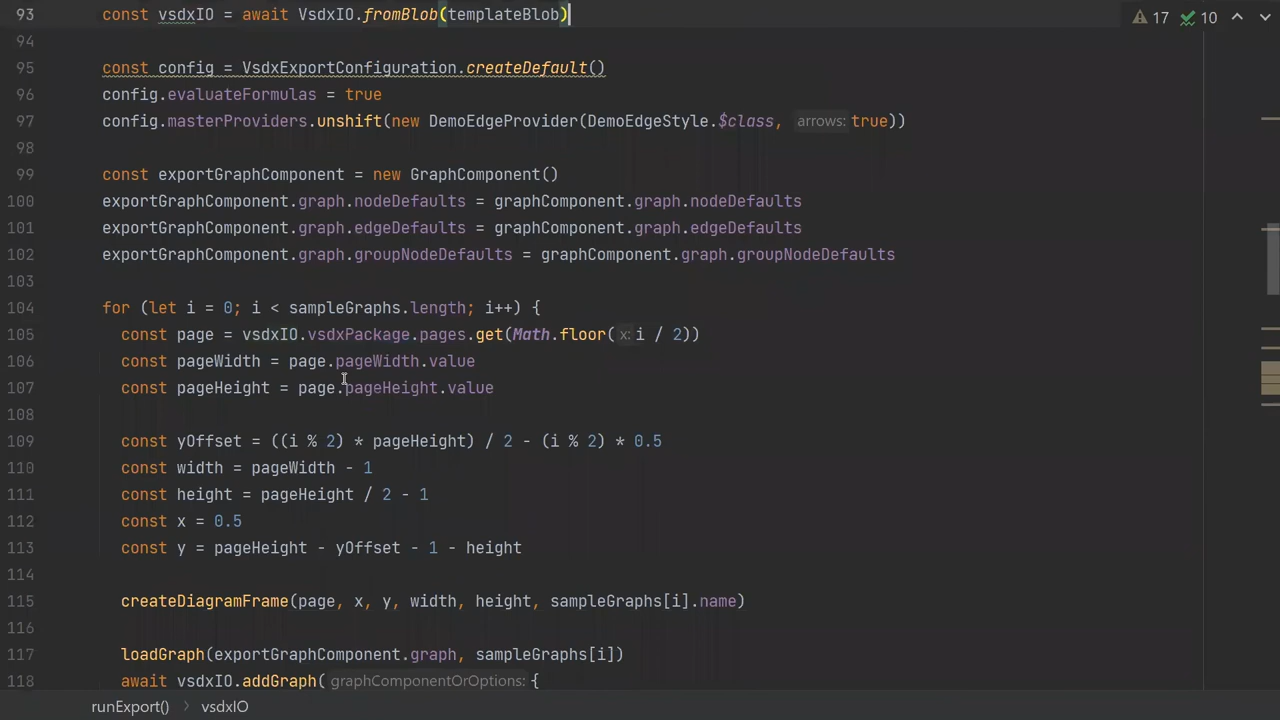 93 const vsdxIO = await VsdxIO.fromBlob(templateBlob)
17 10
94
95 const config = VsdxExportConfiguration.createDefault()
96 config.evaluateFormulas = true
97 config.masterProviders.unshift(new DemoEdgeProvider(DemoEdgeStyle.$class, arrows: true))
98
99 const exportGraphComponent = new GraphComponent()
100 exportGraphComponent.graph.nodeDefaults = graphComponent.graph.nodeDefaults
101 exportGraphComponent.graph.edgeDefaults = graphComponent.graph.edgeDefaults
102 exportGraphComponent.graph.groupNodeDefaults = graphComponent.graph.groupNodeDefaults
103
104 for (let i = 0; i < sampleGraphs.length; i++) {
105 const page = vsdxIO.vsdxPackage.pages.get(Math.floor( x: i / 2))
106 const pageWidth = page.pageWidth.value
107 const pageHeight = page.pageHeight.value
108
109 const yOffset = ((i % 2) * pageHeight) / 2 - (i % 2) * 0.5
110 const width = pageWidth - 1
111 const height = pageHeight / 2 - 1
112 const x = 0.5
113 const y = pageHeight - yOffset - 1 - height
114
115 createDiagramFrame(page, x, y, width, height, sampleGraphs[i].name)
116
117 loadGraph(exportGraphComponent.graph, sampleGraphs[i])
118 await vsdxIO.addGraph( graphComponentOrOptions: {
runExport() > vsdxIO